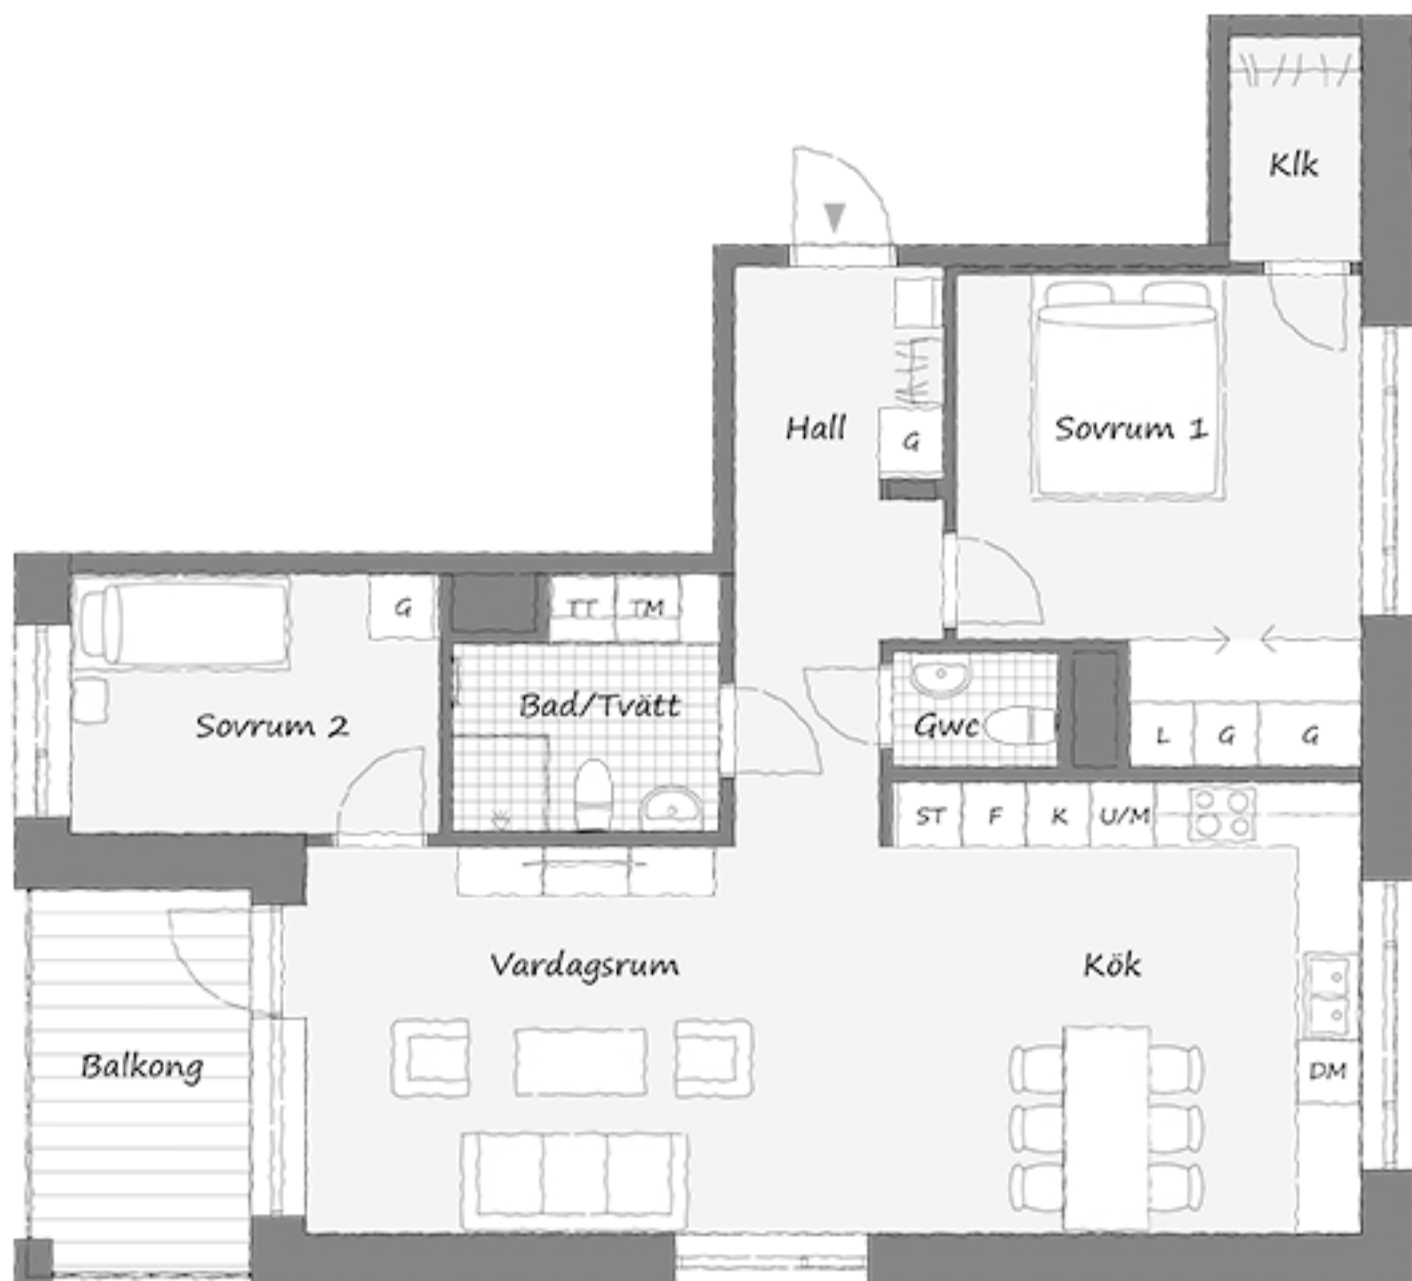 Klk
Hall
G
Sovrum 1
G
TT
TM
Sovrum 2
Bad/Tvätt
Gwc
L
G
G
ST
F
K
U/M
Vardagsrum
Kök
Balkong
DM